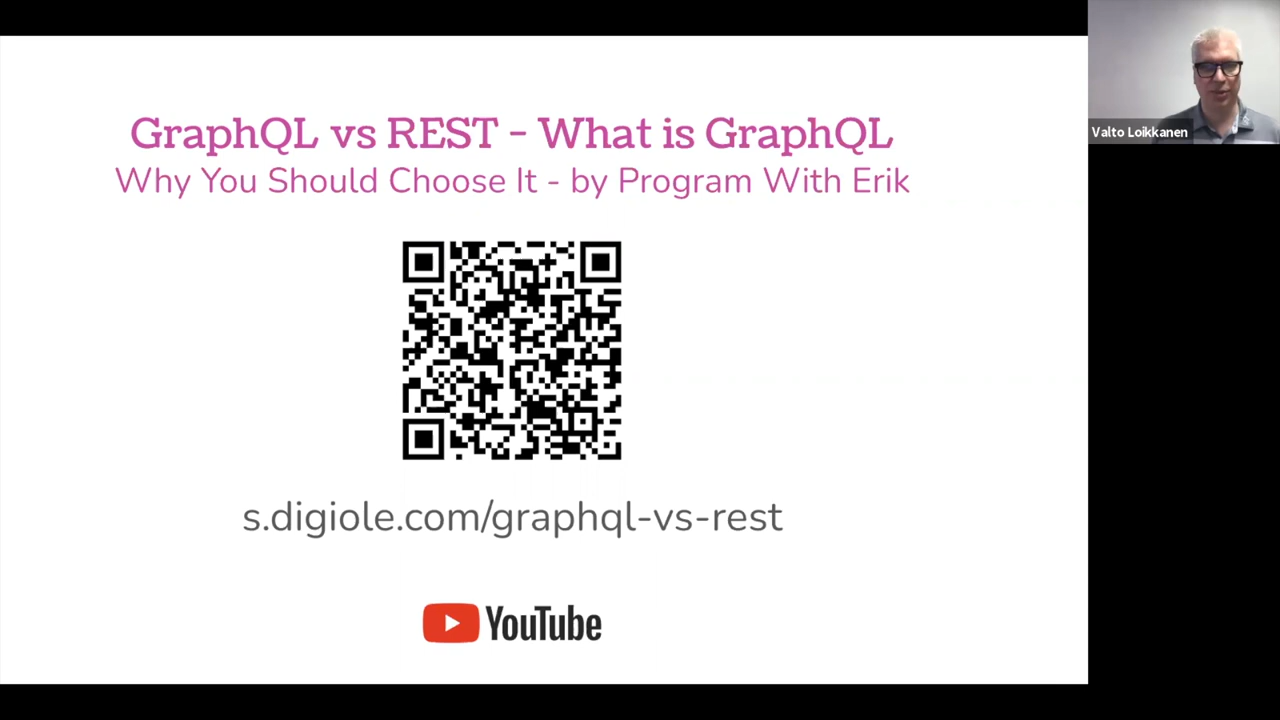 GraphQL vs REST - What is GraphQL
Why You Should Choose It - by Program With Erik
s.digiole.com/graphql-vs-rest
YouTube
Valto Loikkanen